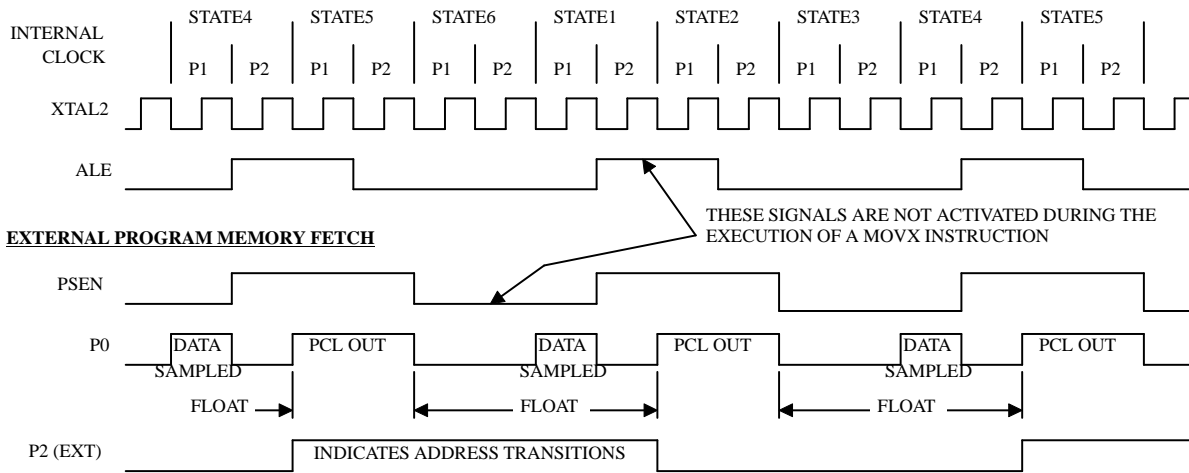 STATE4 STATE5 STATE6 STATE1 STATE2 STATE3 STATE4 STATE5
INTERNAL
CLOCK
P1 P2 P1 P2 P1 P2 P1 P2 P1 P2 P1 P2 P1 P2 P1 P2
XTAL2
ALE
THESE SIGNALS ARE NOT ACTIVATED DURING THE
EXECUTION OF A MOVX INSTRUCTION
EXTERNAL PROGRAM MEMORY FETCH
PSEN
P0 DATA PCL OUT DATA PCL OUT DATA PCL OUT
SAMPLED SAMPLED SAMPLED
FLOAT FLOAT FLOAT
P2 (EXT) INDICATES ADDRESS TRANSITIONS